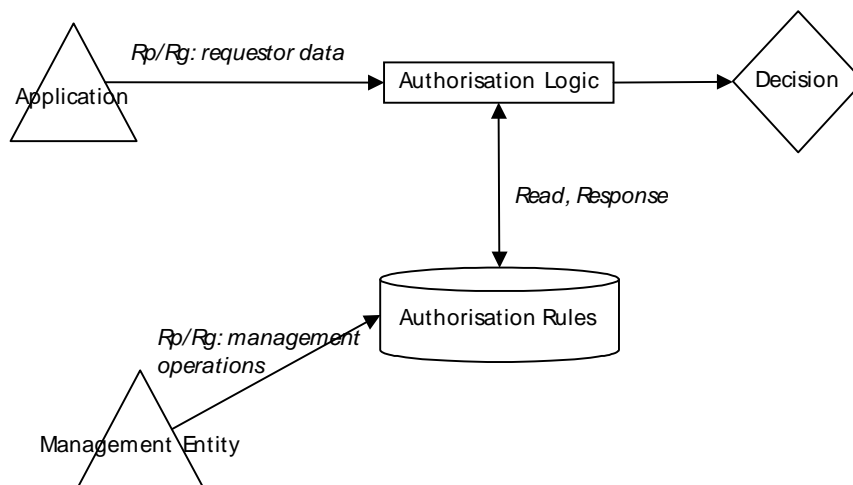 Rp/Rg: requestor data
Application
Authorisation Logic
Decision
Read, Response
Authorisation Rules
Rp/Rg: management
operations
Management Entity